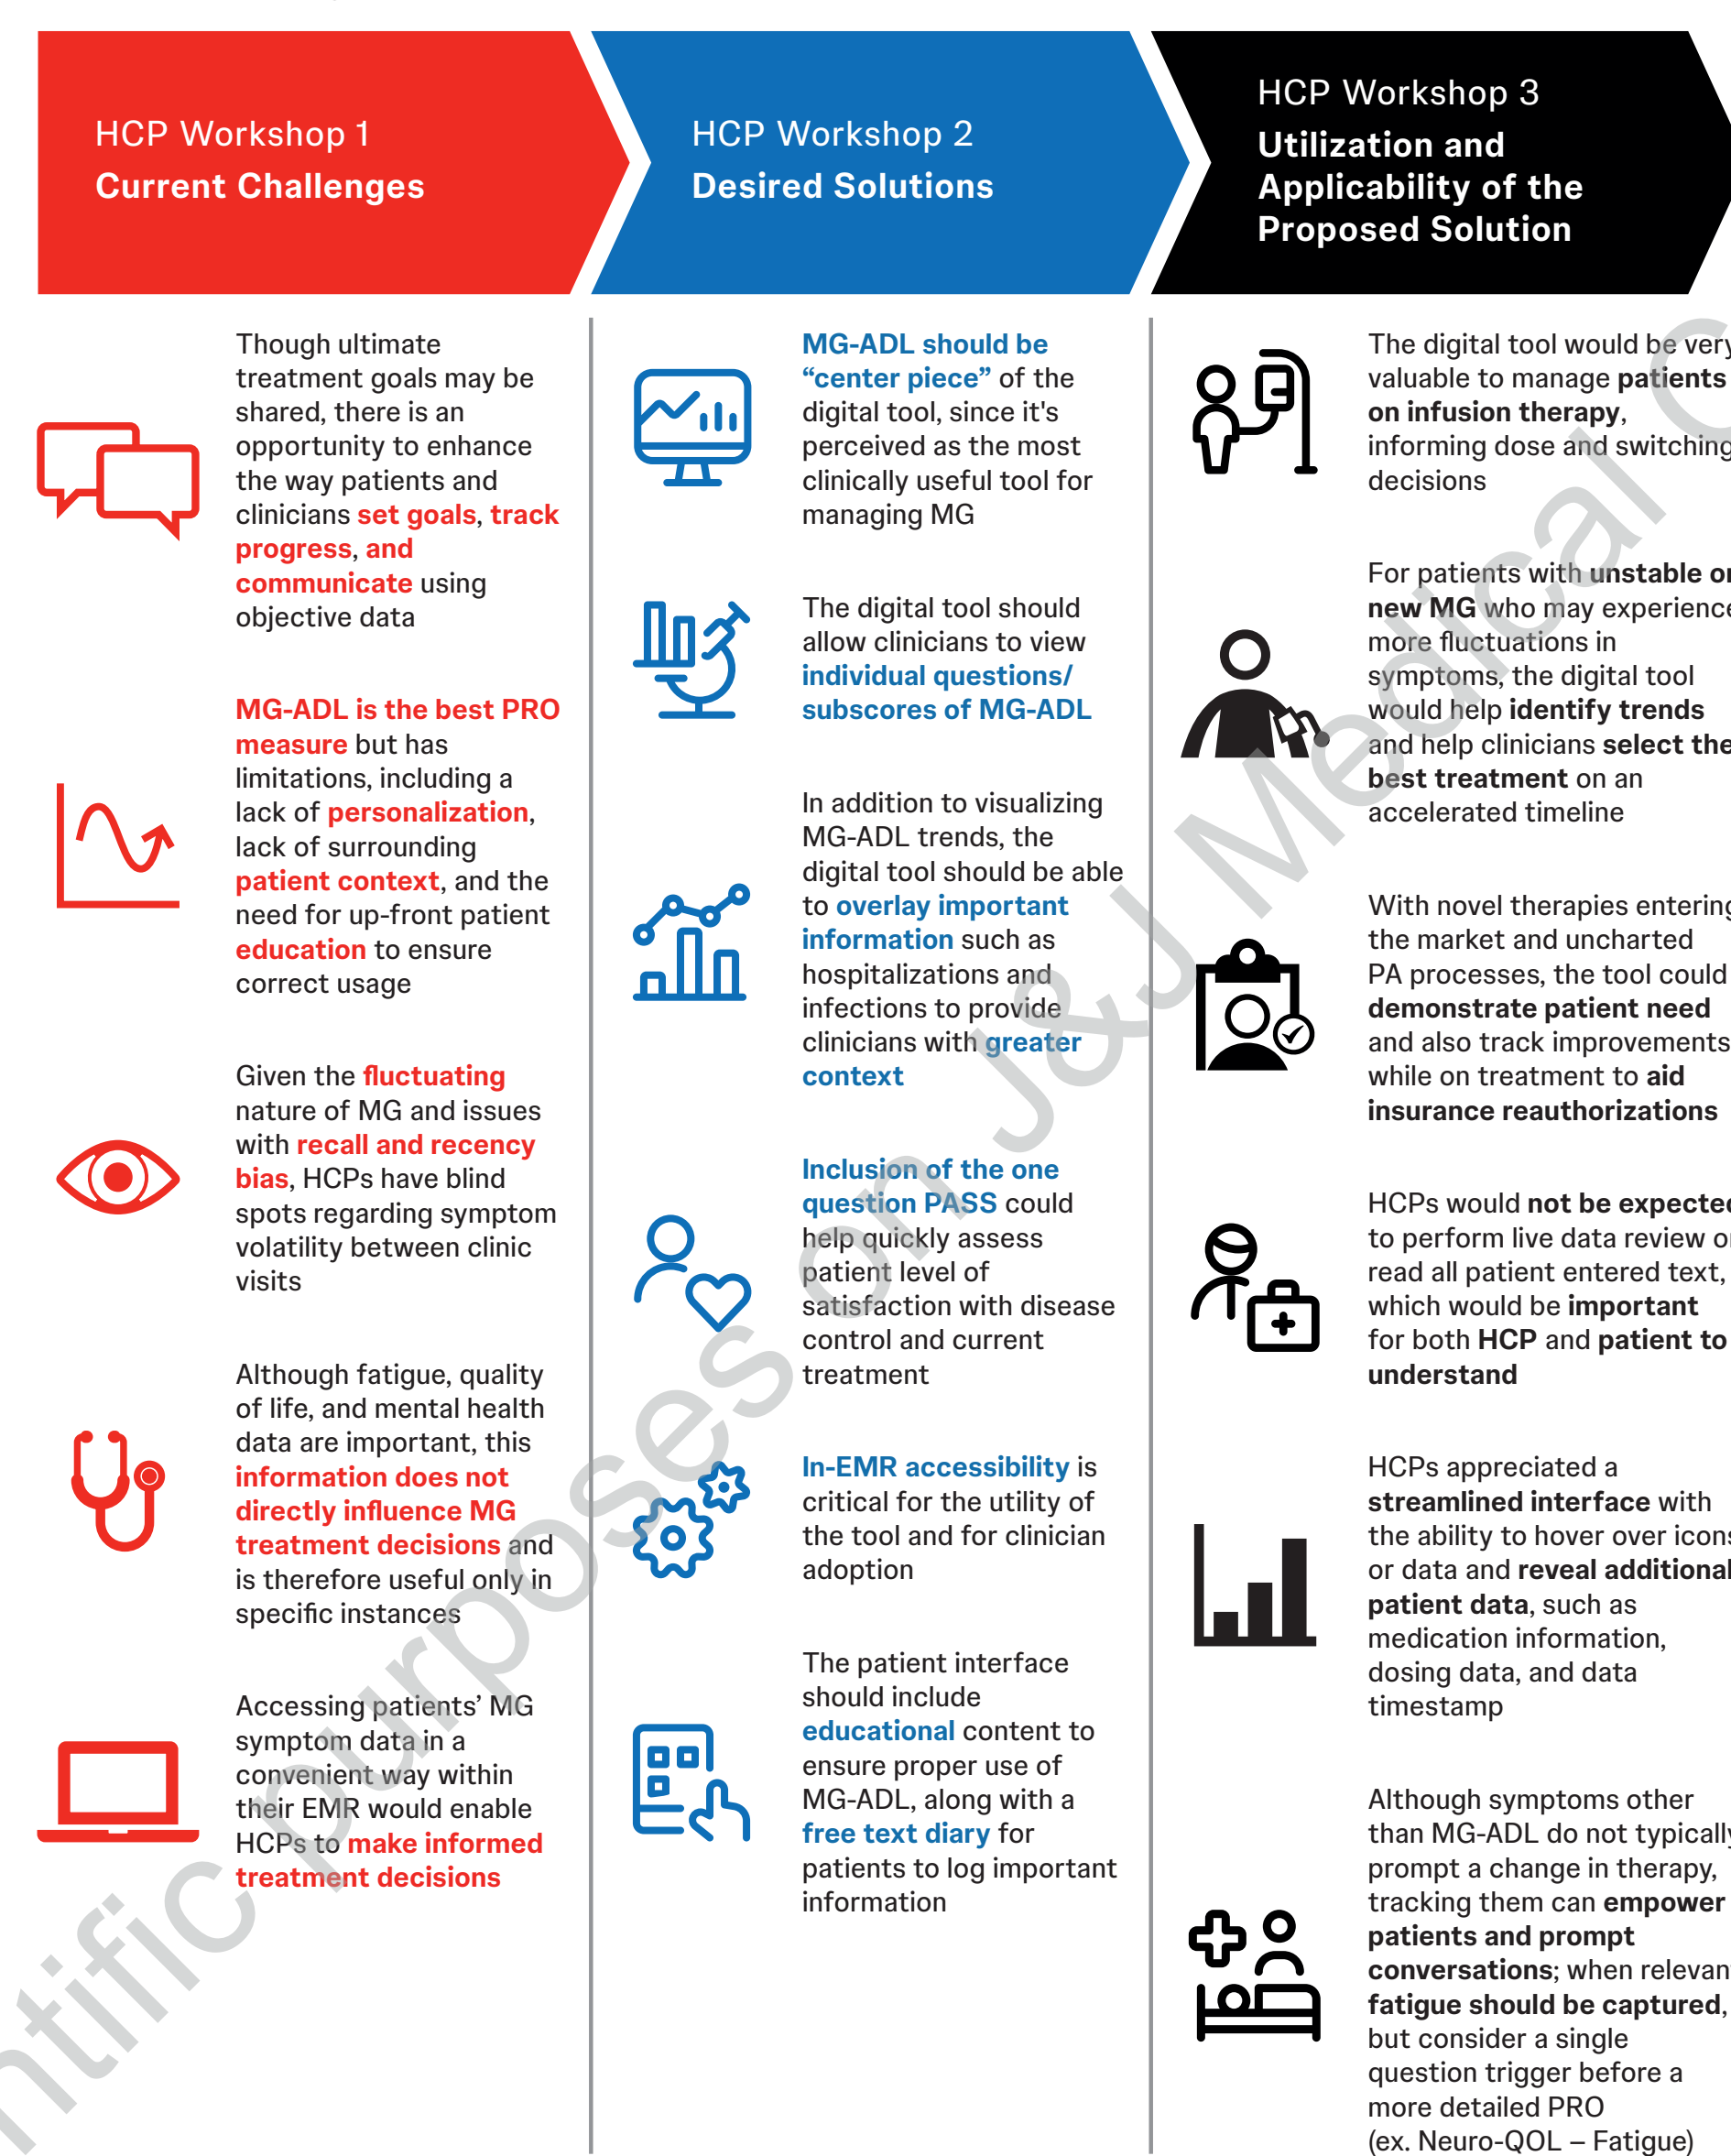 HCP Workshop 1
Current Challenges
Though ultimate
treatment goals may be
shared, there is an
opportunity to enhance
the way patients and
clinicians set goals, track
progress, and
communicate using
objective data
MG-ADL is the best PRO
measure but has
limitations, including a
lack of personalization,
lack of surrounding
patient context, and the
need for up-front patient
education to ensure
correct usage
Given the fluctuating
nature of MG and issues
with recall and recency
bias, HCPs have blind
spots regarding symptom
volatility between clinic
visits
Although fatigue, quality
of life, and mental health
data are important, this
information does not
directly influence MG
treatment decisions and
is therefore useful only in
specific instances
Accessing patients’ MG
symptom data in a
convenient way within
their EMR would enable
HCPs to make informed
treatment decisions
HCP Workshop 2
Desired Solutions
MG-ADL should be
“center piece” of the
digital tool, since it's
perceived as the most
clinically useful tool for
managing MG
The digital tool should
allow clinicians to view
individual questions/
subscores of MG-ADL
In addition to visualizing
MG-ADL trends, the
digital tool should be able
to overlay important
information such as
hospitalizations and
infections to provide
clinicians with greater
context
Inclusion of the one
question PASS could
help quickly assess
patient level of
satisfaction with disease
control and current
treatment
In-EMR accessibility is
critical for the utility of
the tool and for clinician
adoption
The patient interface
should include
educational content to
ensure proper use of
MG-ADL, along with a
free text diary for
patients to log important
information
HCP Workshop 3
Utilization and
Applicability of the
Proposed Solution
The digital tool would be very
valuable to manage patients
on infusion therapy,
informing dose and switching
decisions
For patients with unstable or
new MG who may experience
more fluctuations in
symptoms, the digital tool
would help identify trends
and help clinicians select the
best treatment on an
accelerated timeline
With novel therapies entering
the market and uncharted
PA processes, the tool could
demonstrate patient need
and also track improvements
while on treatment to aid
insurance reauthorizations
HCPs would not be expected
to perform live data review or
read all patient entered text,
which would be important
for both HCP and patient to
understand
HCPs appreciated a
streamlined interface with
the ability to hover over icons
or data and reveal additional
patient data, such as
medication information,
dosing data, and data
timestamp
Although symptoms other
than MG-ADL do not typically
prompt a change in therapy,
tracking them can empower
patients and prompt
conversations; when relevant
fatigue should be captured,
but consider a single
question trigger before a
more detailed PRO
(ex. Neuro-QOL – Fatigue)
purposes on J&J Medical